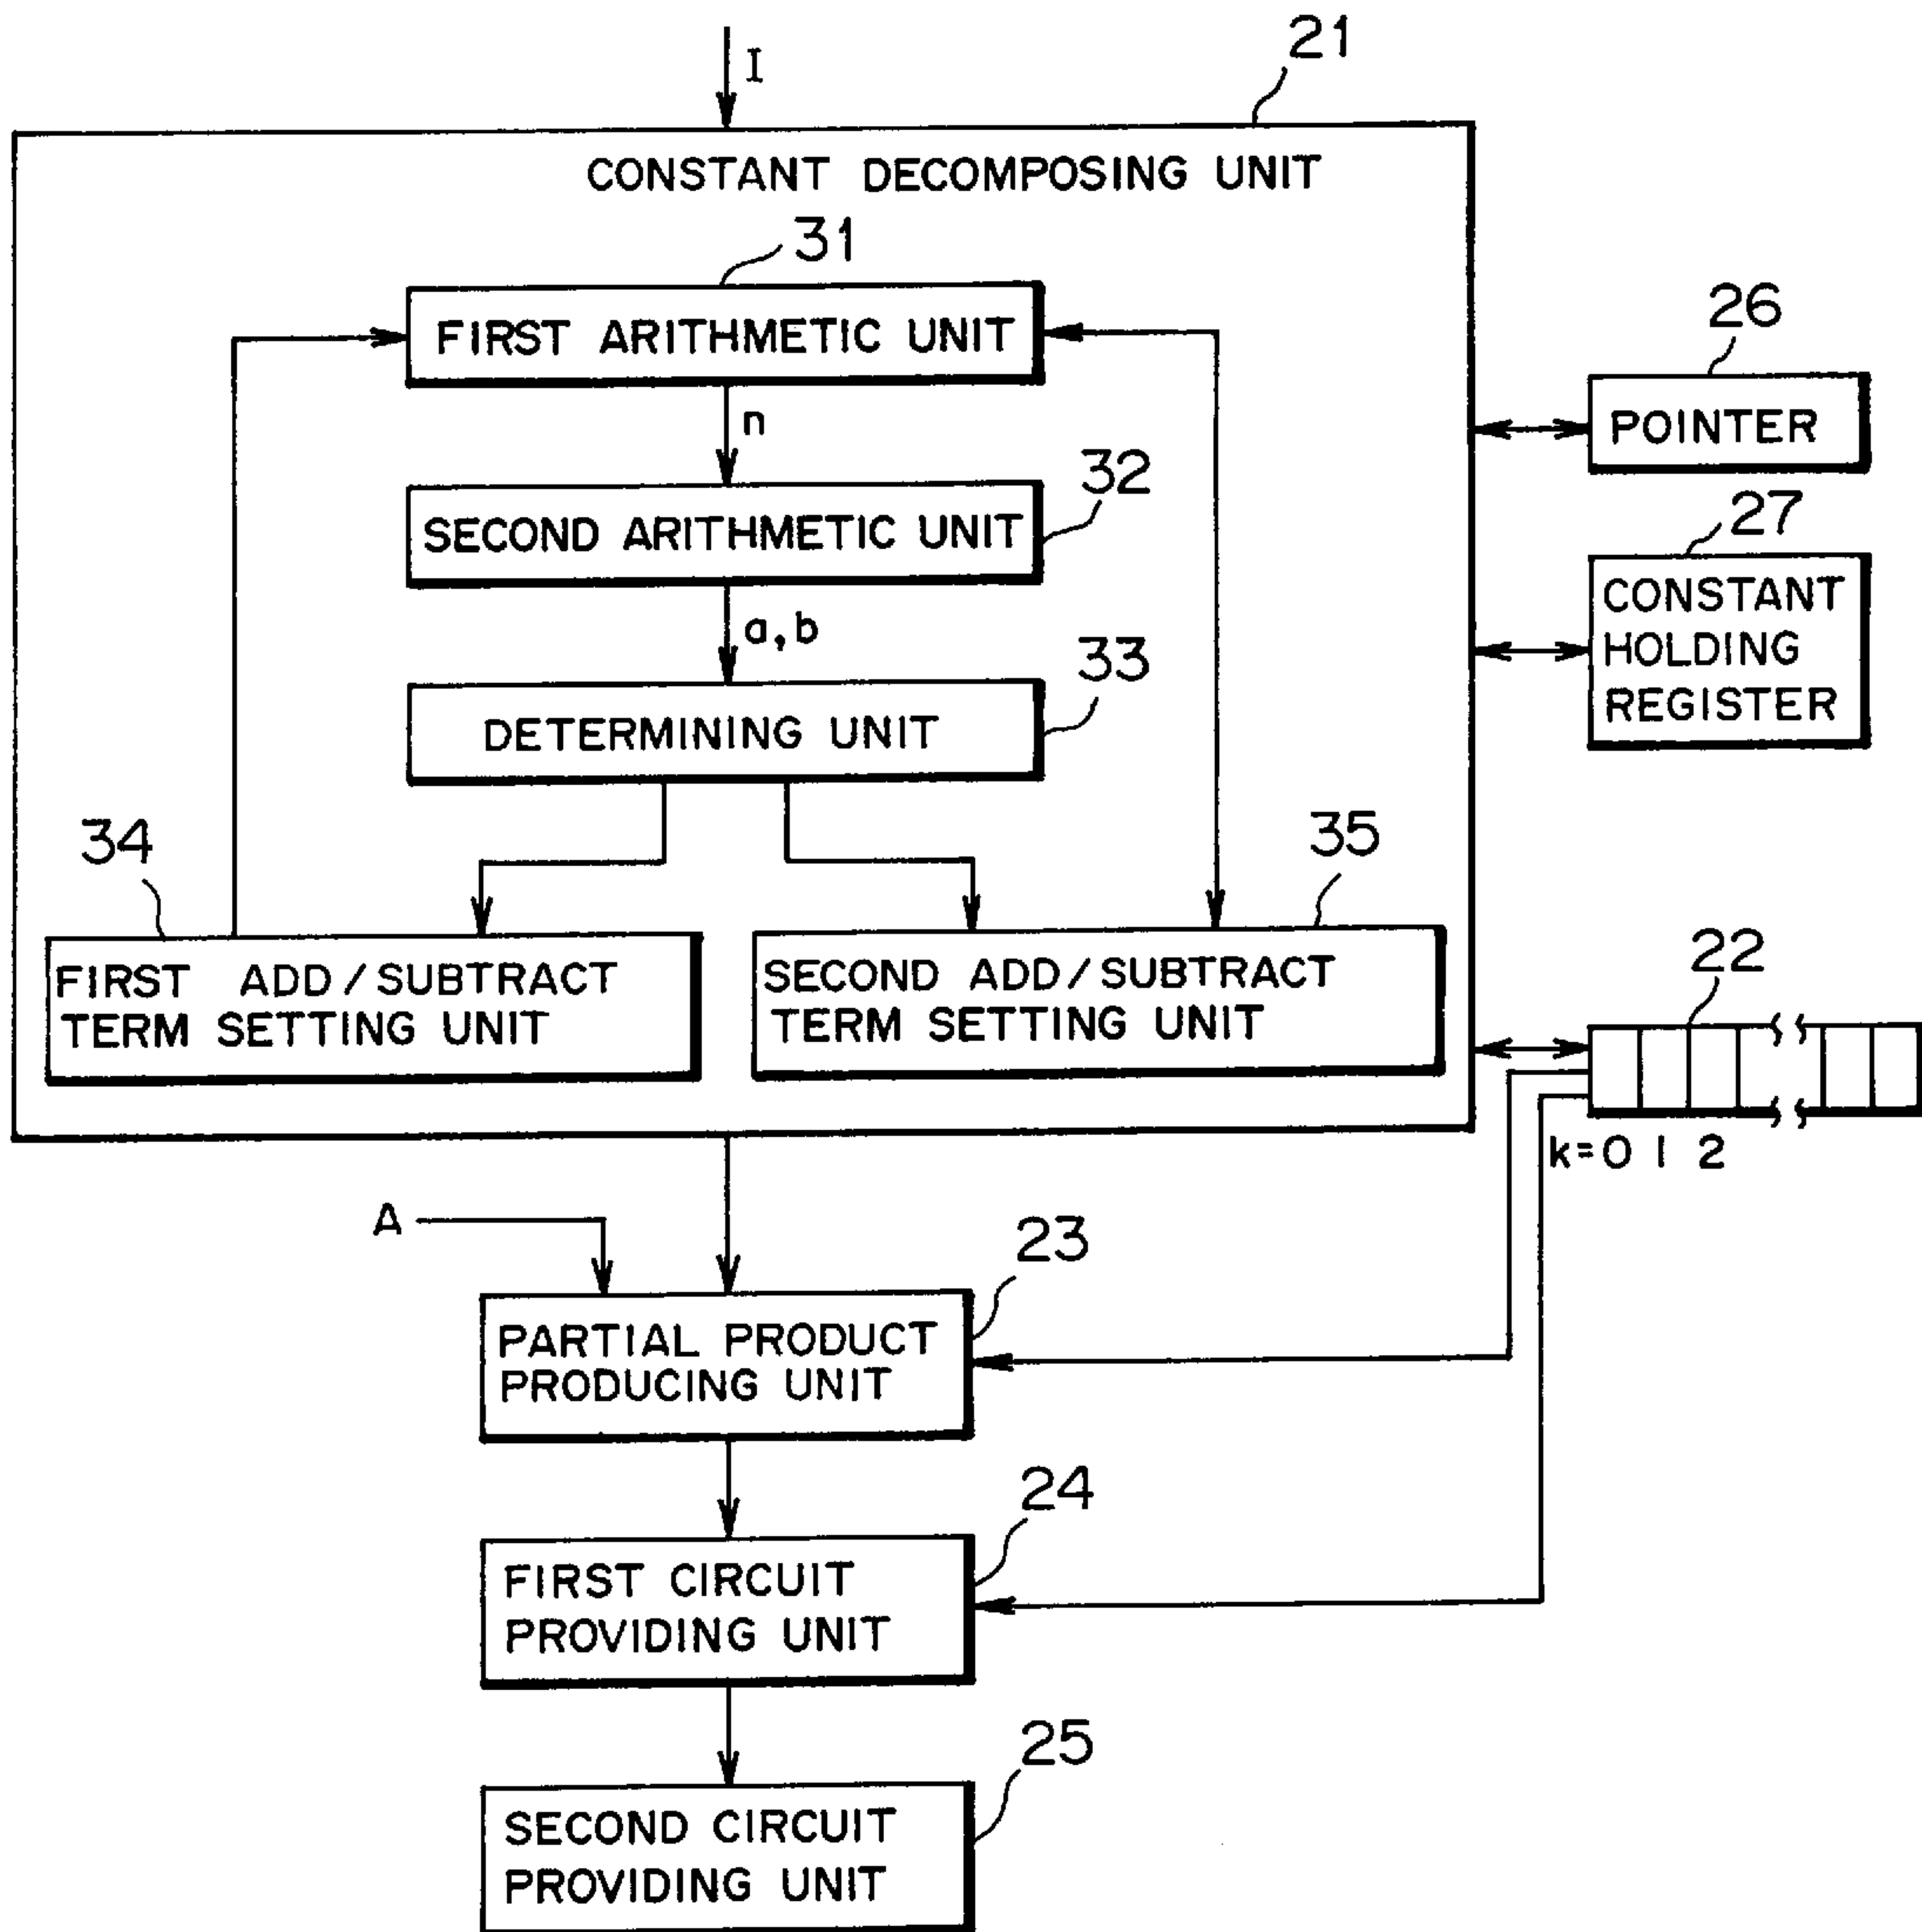 21
I
CONSTANT DECOMPOSING UNIT
31
FIRST ARITHMETIC UNIT
26
POINTER
n
32
SECOND ARITHMETIC UNIT
27
CONSTANT
HOLDING
REGISTER
a,b
33
DETERMINING UNIT
34
35
FIRST ADD/SUBTRACT
TERM SETTING UNIT
SECOND ADD/SUBTRACT
TERM SETTING UNIT
22
k=0 1 2
A
23
PARTIAL PRODUCT
PRODUCING UNIT
24
FIRST CIRCUIT
PROVIDING UNIT
25
SECOND CIRCUIT
PROVIDING UNIT